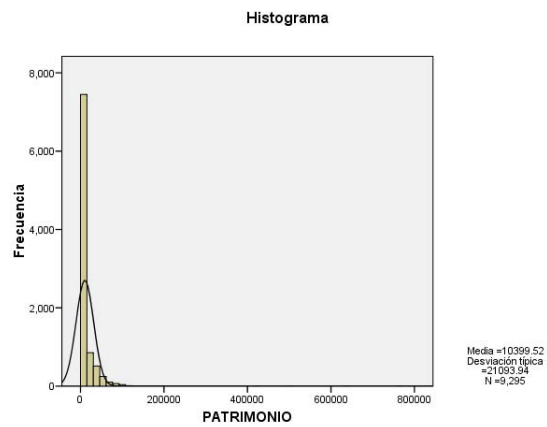 Histograma
8,000
6,000
4,000
2,000
0
Frecuencia
0
200000
400000
600000
800000
PATRIMONIO
Media =10399.52
Desviación típica
=21093.94
N =9,295